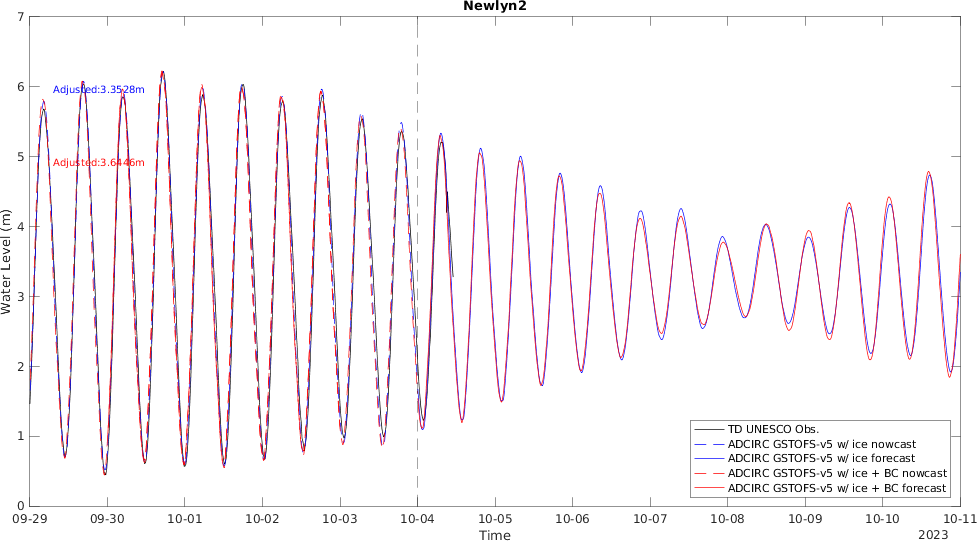 Newlyn2
7
6
5
4
3
2
1
0
Water Level (m)
Adjusted:3.3528m
Adjusted:3.6446m
TD UNESCO Obs.
ADCIRC GSTOFS-v5 w/ ice nowcast
ADCIRC GSTOFS-v5 w/ ice forecast
ADCIRC GSTOFS-v5 w/ ice + BC nowcast
ADCIRC GSTOFS-v5 w/ ice + BC forecast
09-29 09-30 10-01 10-02 10-03 10-04 10-05 10-06 10-07 10-08 10-09 10-10 10-11
Time
2023